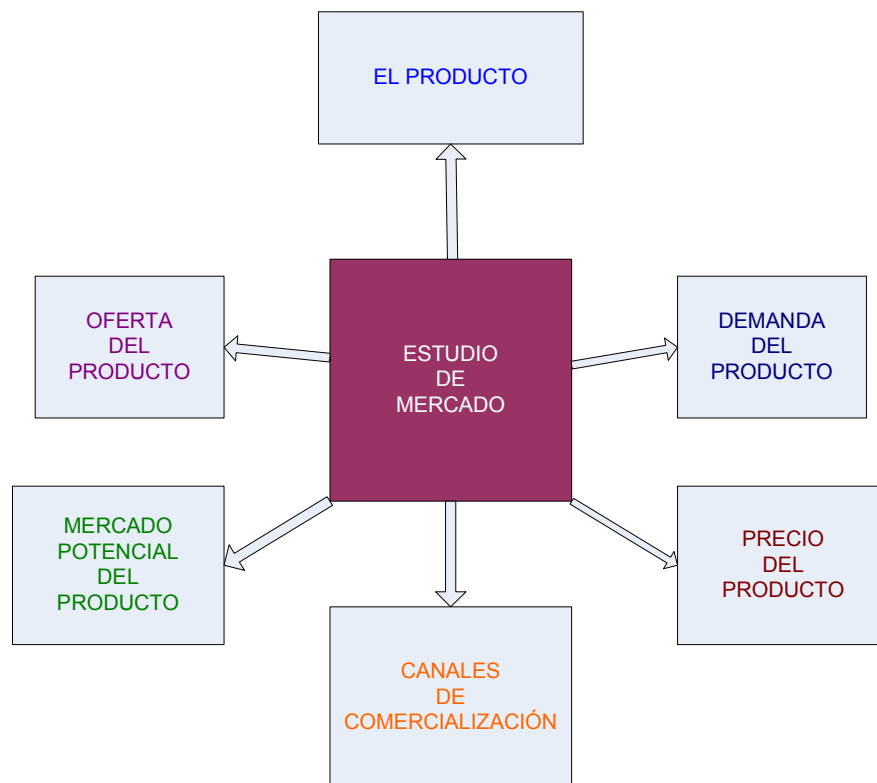 EL PRODUCTO
OFERTA
DEL
PRODUCTO
ESTUDIO
DE
MERCADO
DEMANDA
DEL
PRODUCTO
MERCADO
POTENCIAL
DEL
PRODUCTO
PRECIO
DEL
PRODUCTO
CANALES
DE
COMERCIALIZACIÓN